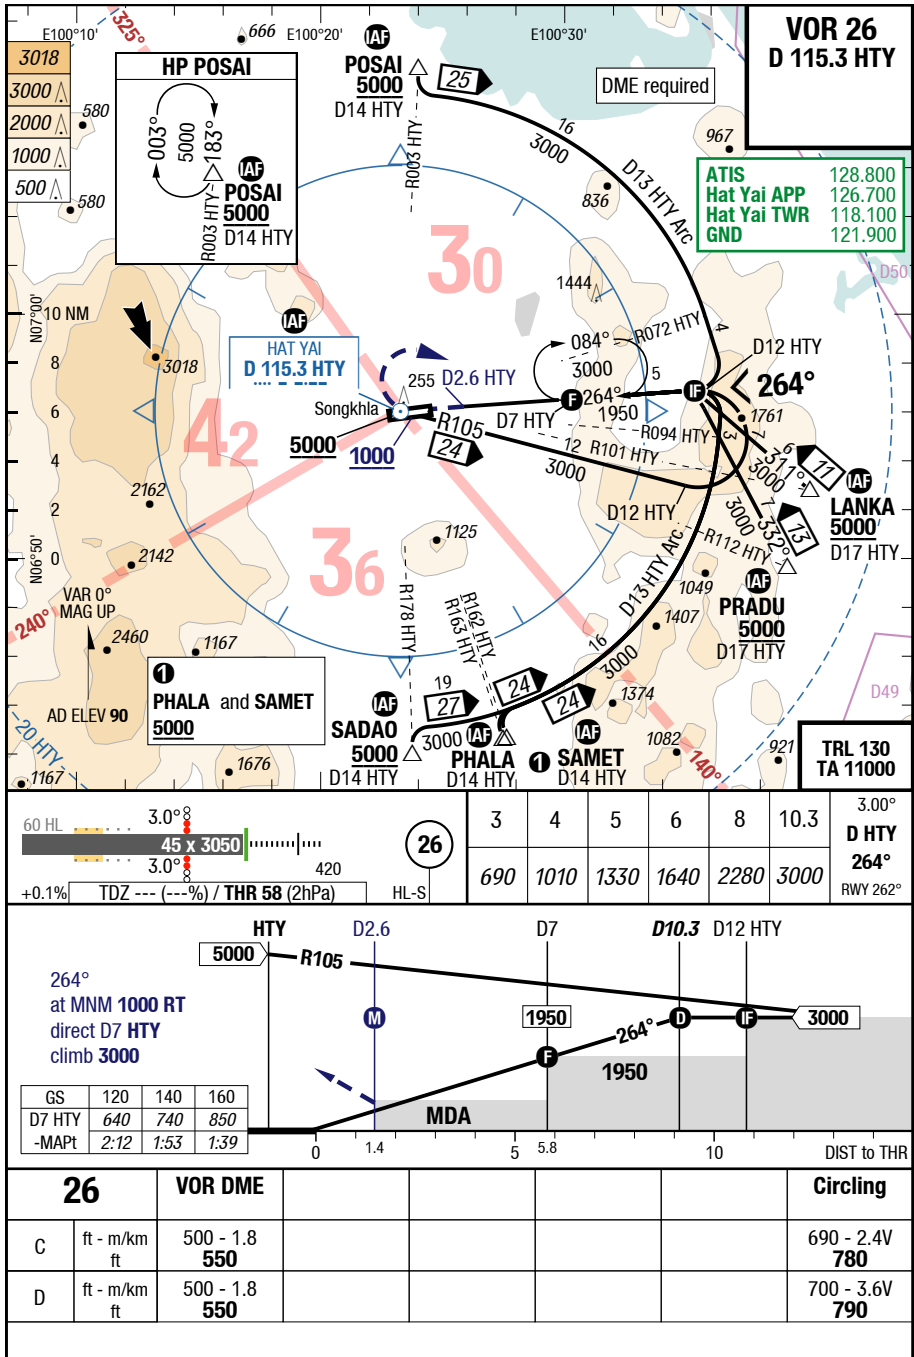 E100°10'
325°
666
E100°20'
IAF
POSAI
5000
D14 HTY
25
E100°30'
DME required
VOR 26
D 115.3 HTY
3018
3000
2000
1000
500
580
580
HP POSAI
003°
5000
183°
R003 HTY
IAF
POSAI
5000
D14 HTY
R003 HTY
16
3000
D13 HTY Arc
836
967
ATIS 128.800
Hat Yai APP 126.700
Hat Yai TWR 118.100
GND 121.900
D50
30
1444
N07°00'
10 NM
8
6
4
2
0
N06°50'
3018
IAF
HAT YAI
D 115.3 HTY
Songkhla
255
D2.6 HTY
084°
3000
R072 HTY
4
5
D12 HTY
264°
F
264°
1950
IF
D7 HTY
1761
42
5000
1000
R105
24
12
3000
R094 HTY
R101 HTY
3
7
3000
6
311°
11
IAF
LANKA
5000
D17 HTY
D12 HTY
3000
7
332°
13
R112 HTY
IAF
PRADU
5000
D17 HTY
2162
2142
36
1125
R178 HTY
R162 HTY
R163 HTY
D13 HTY Arc
1049
1407
16
3000
1374
1082
921
D49
VAR 0°
MAG UP
240°
2460
1167
AD ELEV 90
1
PHALA and SAMET
5000
20 HTY
1167
1676
IAF
SADAO
5000
D14 HTY
19
27
3000
24
24
IAF
PHALA
D14 HTY
1
IAF
SAMET
D14 HTY
140°
TRL 130
TA 11000
60 HL
3.0°
45 x 3050
3.0°
420
+0.1%
TDZ --- (---%) / THR 58 (2hPa)
26
HL-S
3 4 5 6 8 10.3
690 1010 1330 1640 2280 3000
3.00°
D HTY
264°
RWY 262°
HTY D2.6 D7 D10.3 D12 HTY
5000
R105
264°
at MNM 1000 RT
direct D7 HTY
climb 3000
M
1950
264°
D
IF
3000
F
1950
MDA
GS 120 140 160
D7 HTY 640 740 850
-MAPt 2:12 1:53 1:39
0 1.4 5 5.8 10 DIST to THR
26 VOR DME Circling
C ft - m/km 500 - 1.8 690 - 2.4V
ft 550 780
D ft - m/km 500 - 1.8 700 - 3.6V
ft 550 790